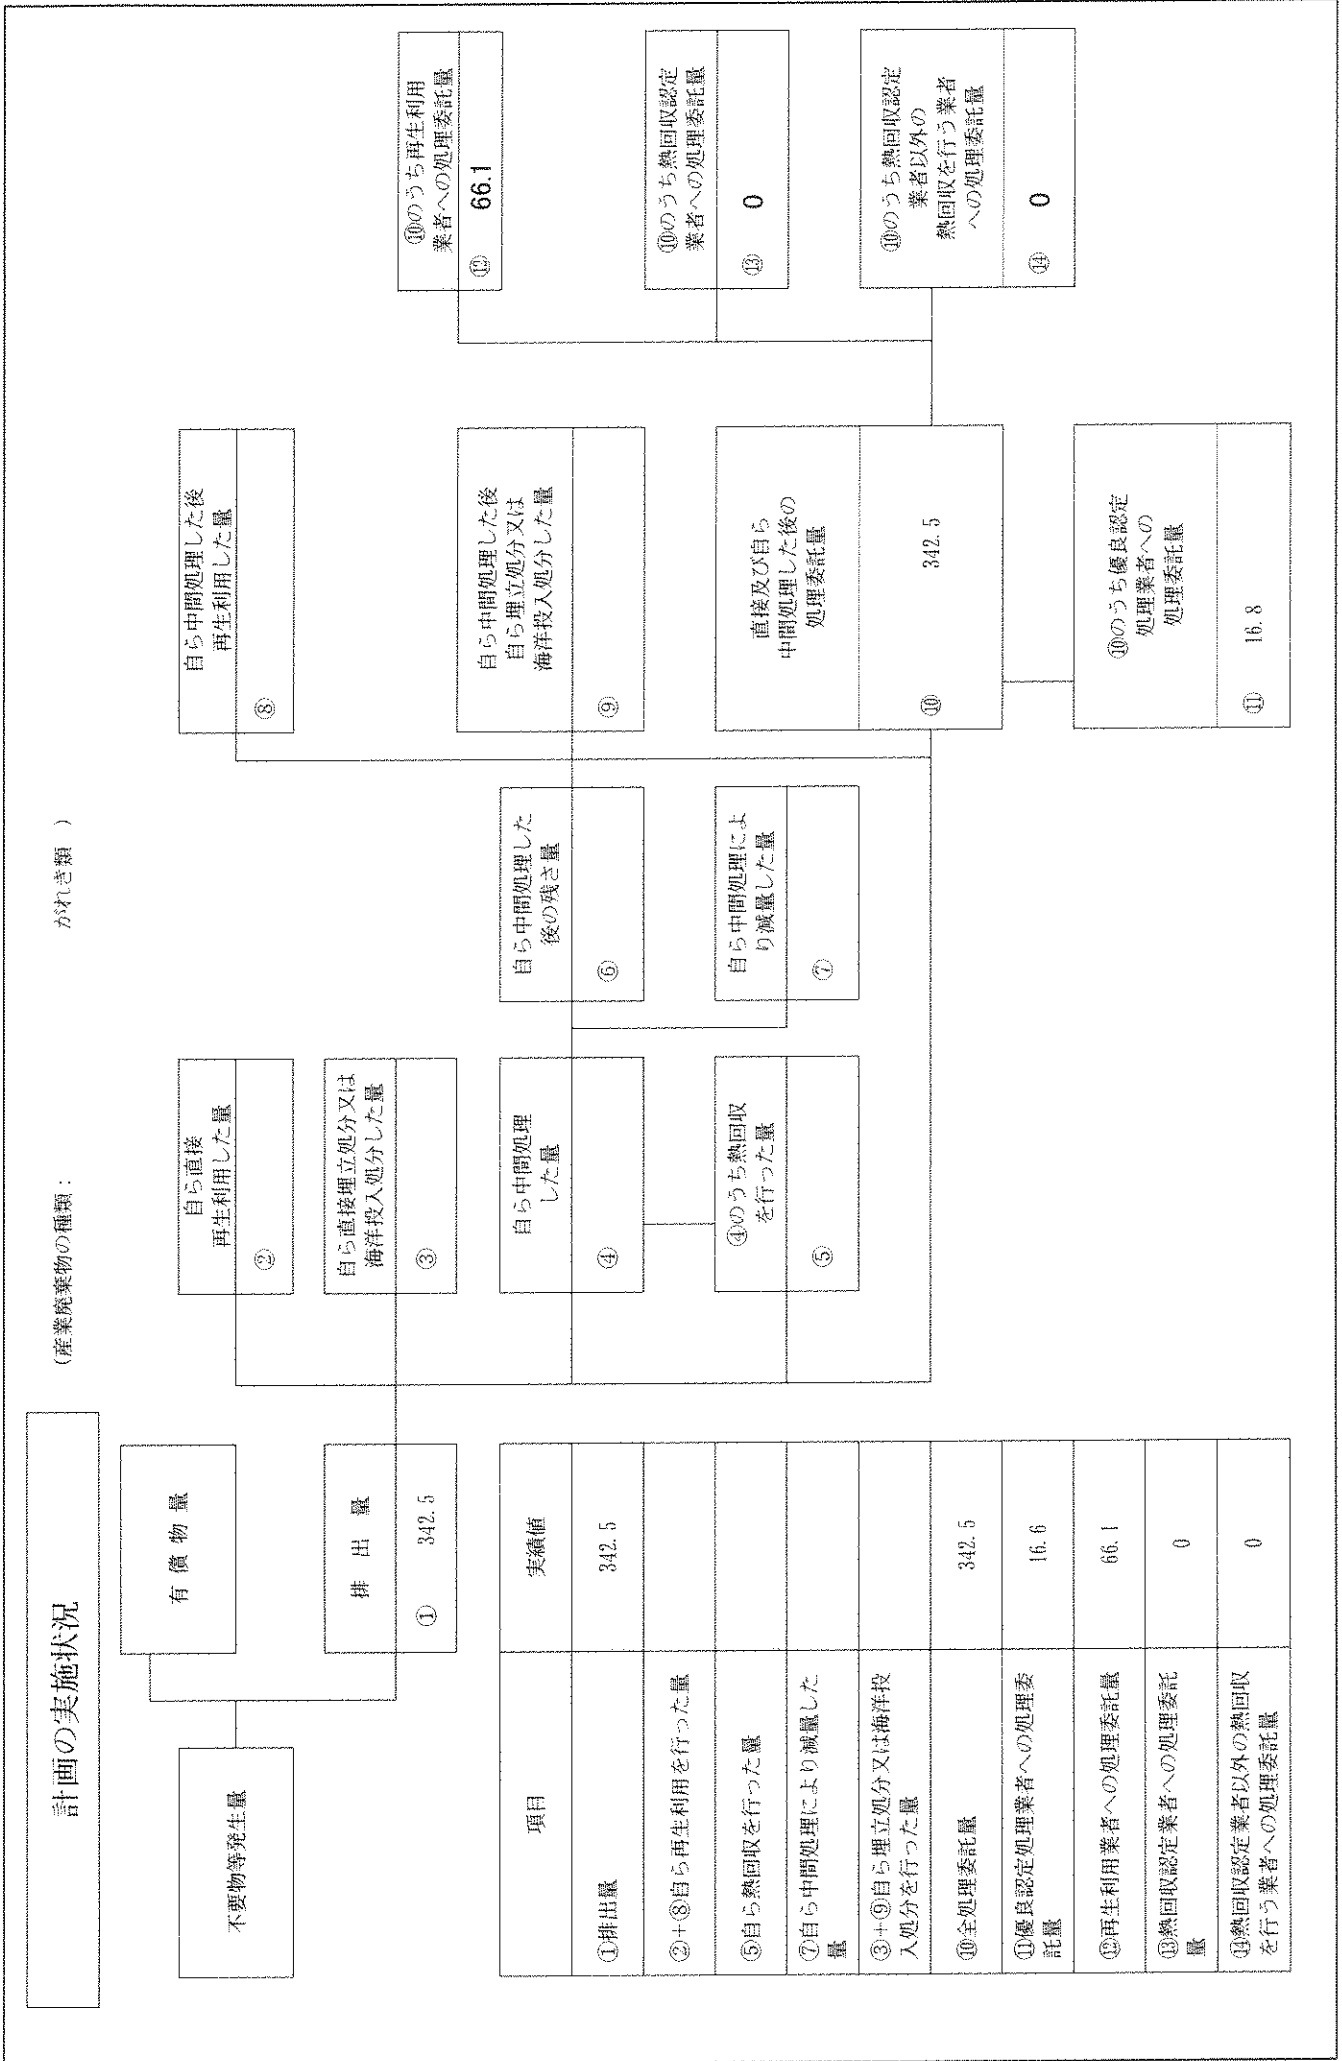 計画の実施状況
(産業廃棄物の種類:
がれき類 )
不要物等発生量
有 償 物 量
排 出 量
① 342.5
自ら直接
再生利用した量
②
自ら直接埋立処分又は
海洋投入処分した量
③
自ら中間処理
した量
④
④のうち熱回収
を行った量
⑤
自ら中間処理した
後の残さ量
⑥
自ら中間処理によ
り減量した量
⑦
自ら中間処理した後
再生利用した量
⑧
自ら中間処理した後
自ら埋立処分又は
海洋投入処分した量
⑨
直接及び自ら
中間処理した後の
処理委託量
⑩ 342.5
⑩のうち優良認定
処理業者への
処理委託量
⑪ 16.8
⑩のうち再生利用
業者への処理委託量
⑫ 66.1
⑩のうち熱回収認定
業者への処理委託量
⑬ 0
⑩のうち熱回収認定
業者以外の
熱回収を行う業者
への処理委託量
⑭ 0
項目 実績値
①排出量 342.5
②+⑧自ら再生利用を行った量
⑤自ら熱回収を行った量
⑦自ら中間処理により減量した
量
③+⑨自ら埋立処分又は海洋投
入処分を行った量
⑩全処理委託量 342.5
⑪優良認定処理業者への処理委
託量 16.6
⑫再生利用業者への処理委託量 66.1
⑬熱回収認定業者への処理委託
量 0
⑭熱回収認定業者以外の熱回収
を行う業者への処理委託量 0